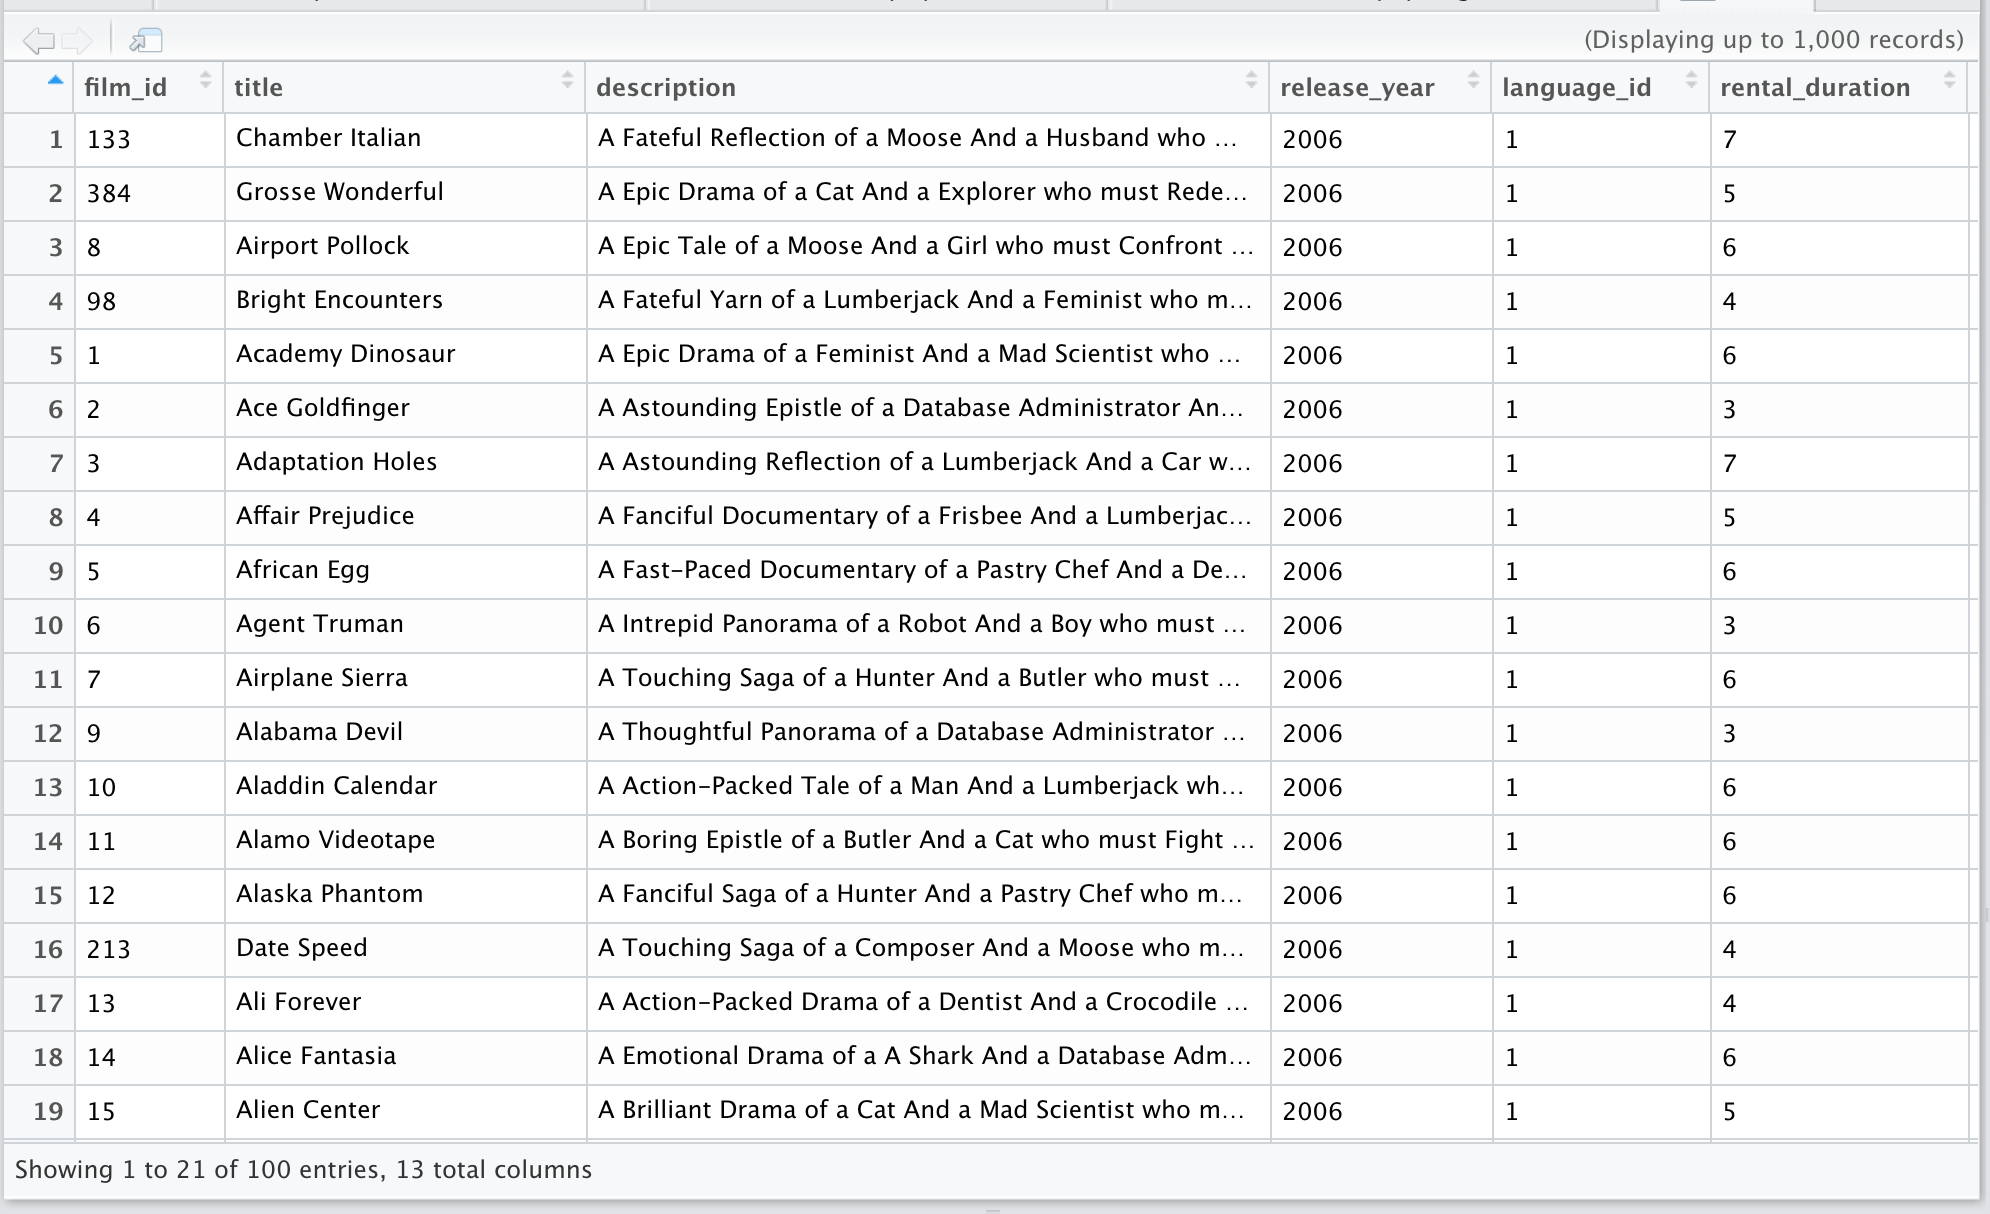 (Displaying up to 1,000 records)
film_id title description release_year language_id rental_duration
1 133 Chamber Italian A Fateful Reflection of a Moose And a Husband who … 2006 1 7
2 384 Grosse Wonderful A Epic Drama of a Cat And a Explorer who must Rede… 2006 1 5
3 8 Airport Pollock A Epic Tale of a Moose And a Girl who must Confront … 2006 1 6
4 98 Bright Encounters A Fateful Yarn of a Lumberjack And a Feminist who m… 2006 1 4
5 1 Academy Dinosaur A Epic Drama of a Feminist And a Mad Scientist who … 2006 1 6
6 2 Ace Goldfinger A Astounding Epistle of a Database Administrator An… 2006 1 3
7 3 Adaptation Holes A Astounding Reflection of a Lumberjack And a Car w… 2006 1 7
8 4 Affair Prejudice A Fanciful Documentary of a Frisbee And a Lumberjac… 2006 1 5
9 5 African Egg A Fast-Paced Documentary of a Pastry Chef And a De… 2006 1 6
10 6 Agent Truman A Intrepid Panorama of a Robot And a Boy who must … 2006 1 3
11 7 Airplane Sierra A Touching Saga of a Hunter And a Butler who must … 2006 1 6
12 9 Alabama Devil A Thoughtful Panorama of a Database Administrator … 2006 1 3
13 10 Aladdin Calendar A Action-Packed Tale of a Man And a Lumberjack wh… 2006 1 6
14 11 Alamo Videotape A Boring Epistle of a Butler And a Cat who must Fight … 2006 1 6
15 12 Alaska Phantom A Fanciful Saga of a Hunter And a Pastry Chef who m… 2006 1 6
16 213 Date Speed A Touching Saga of a Composer And a Moose who m… 2006 1 4
17 13 Ali Forever A Action-Packed Drama of a Dentist And a Crocodile … 2006 1 4
18 14 Alice Fantasia A Emotional Drama of a A Shark And a Database Adm… 2006 1 6
19 15 Alien Center A Brilliant Drama of a Cat And a Mad Scientist who m… 2006 1 5
Showing 1 to 21 of 100 entries, 13 total columns